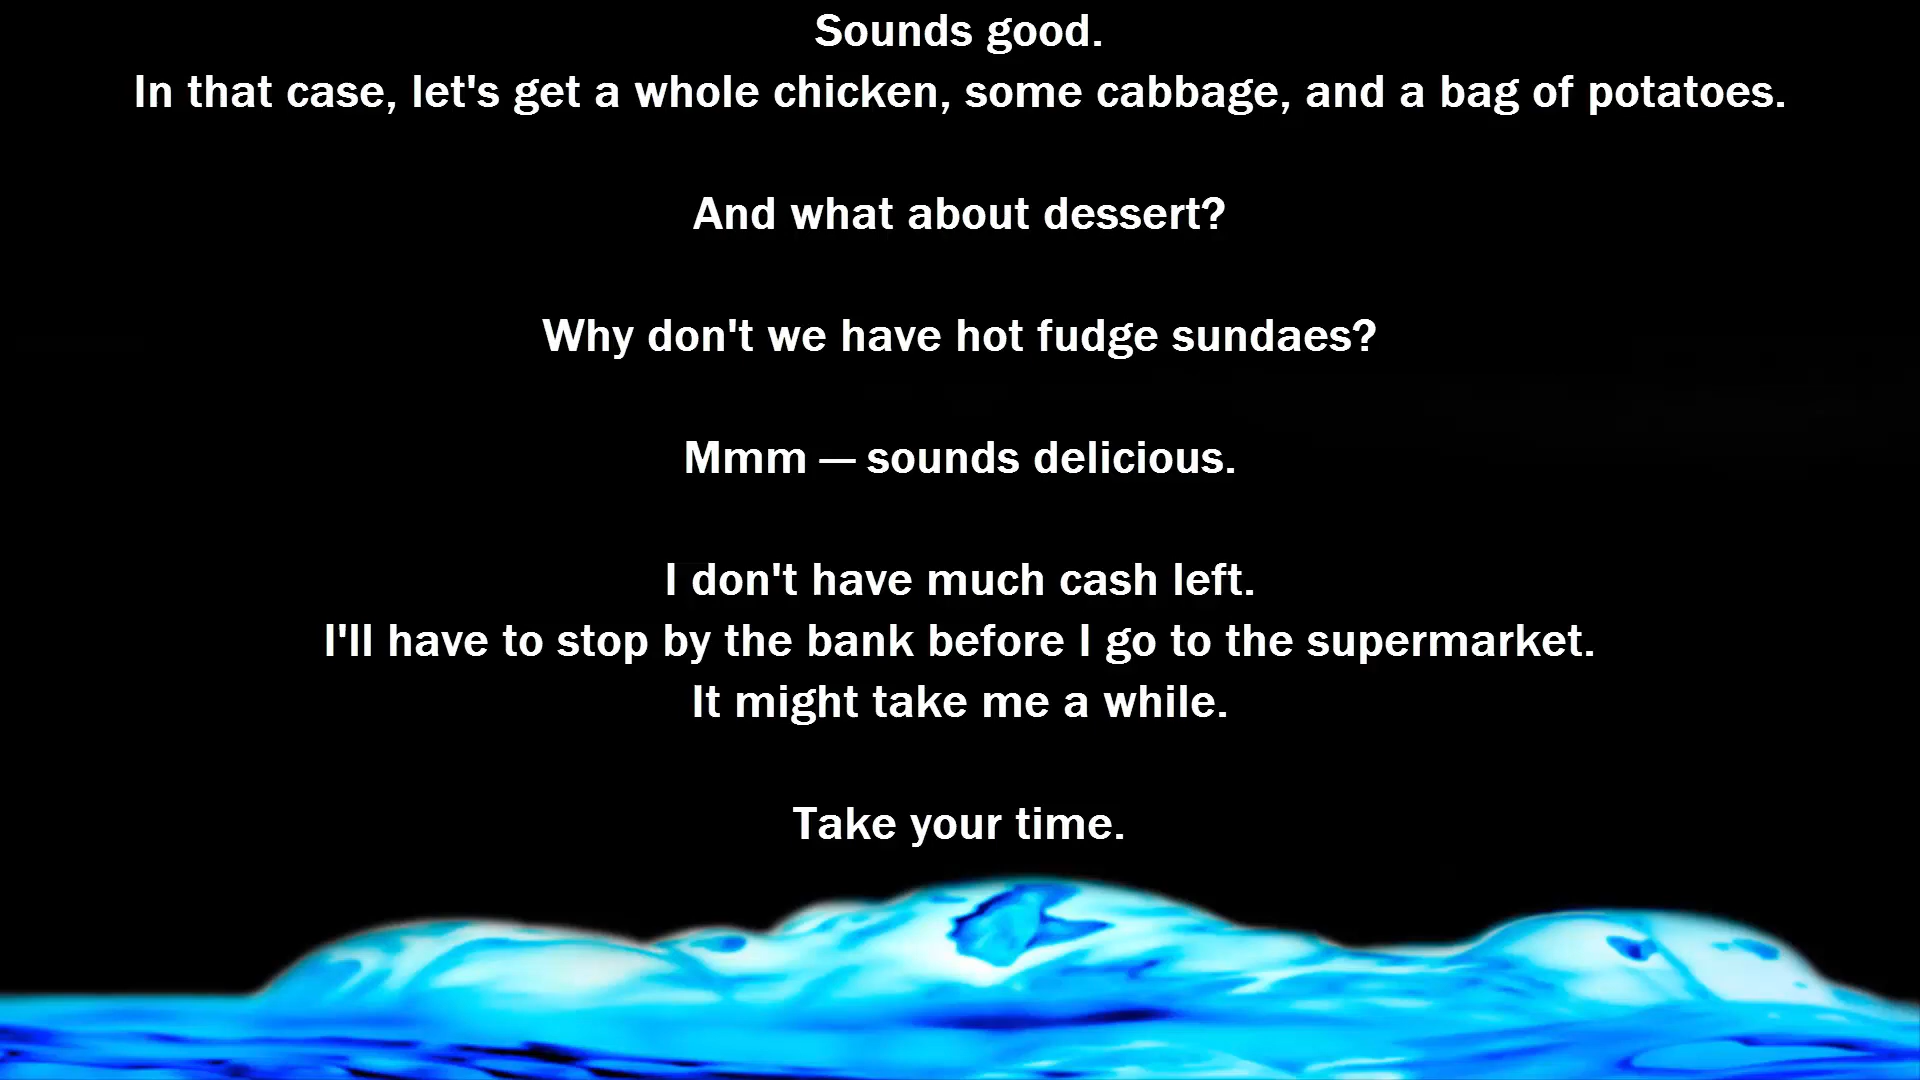 Sounds good.
In that case, let's get a whole chicken, some cabbage, and a bag of potatoes.
And what about dessert?
Why don't we have hot fudge sundaes?
Mmm — sounds delicious.
I don't have much cash left.
I'll have to stop by the bank before I go to the supermarket.
It might take me a while.
Take your time.